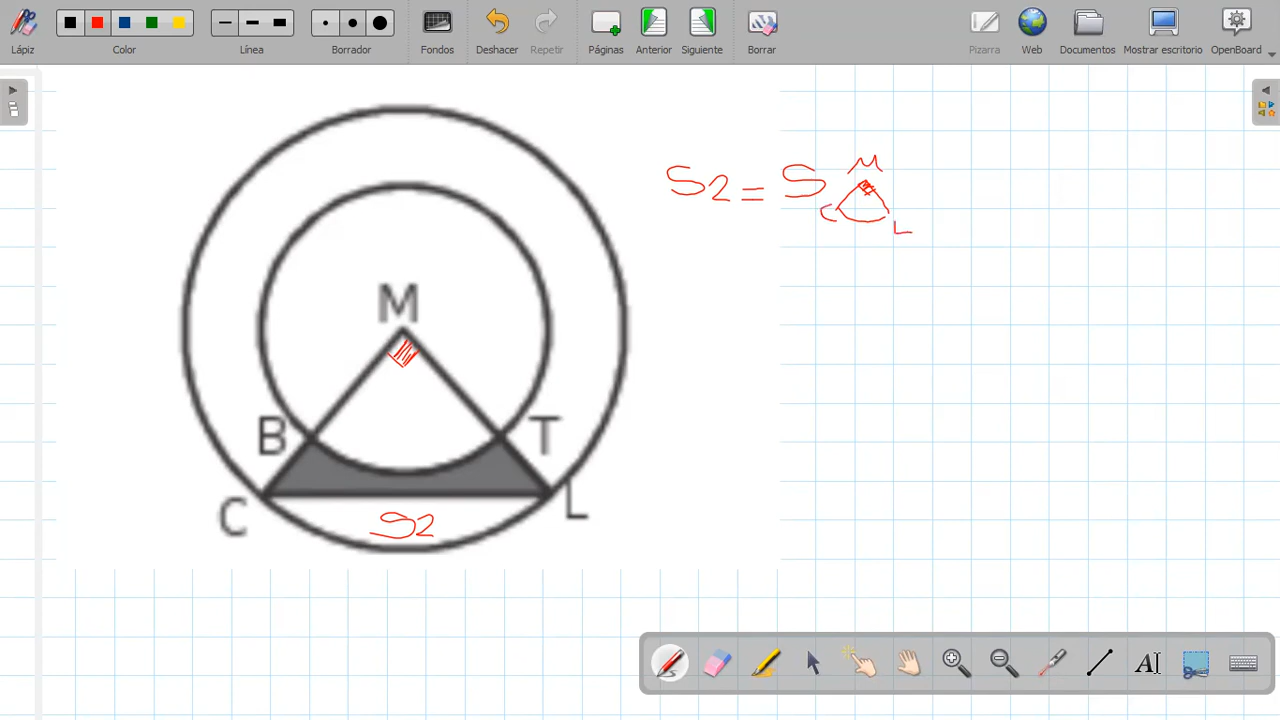 Lápiz
Color
Línea
Borrador
Fondos
Deshacer
Repetir
Páginas
Anterior
Siguiente
Borrar
Pizarra
Web
Documentos
Mostrar escritorio
OpenBoard
S2 = S
M
C
L
M
B
T
C
L
S2
A